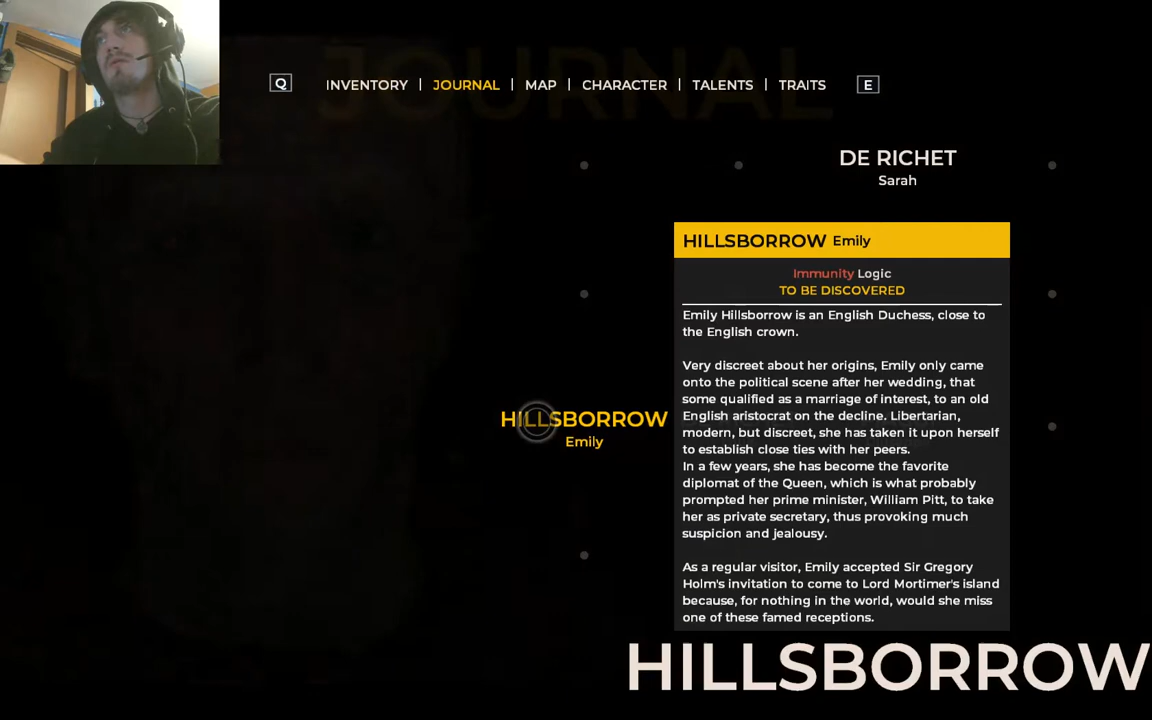 JOURNAL
Q INVENTORY | JOURNAL | MAP | CHARACTER | TALENTS | TRAITS E
DE RICHET
Sarah
HILLSBORROW Emily
Immunity Logic
TO BE DISCOVERED
Emily Hillsborrow is an English Duchess, close to
the English crown.
Very discreet about her origins, Emily only came
onto the political scene after her wedding, that
some qualified as a marriage of interest, to an old
English aristocrat on the decline. Libertarian,
modern, but discreet, she has taken it upon herself
to establish close ties with her peers.
In a few years, she has become the favorite
diplomat of the Queen, which is what probably
prompted her prime minister, William Pitt, to take
her as private secretary, thus provoking much
suspicion and jealousy.
As a regular visitor, Emily accepted Sir Gregory
Holm's invitation to come to Lord Mortimer's island
because, for nothing in the world, would she miss
one of these famed receptions.
HILLSBORROW
Emily
HILLSBORROW